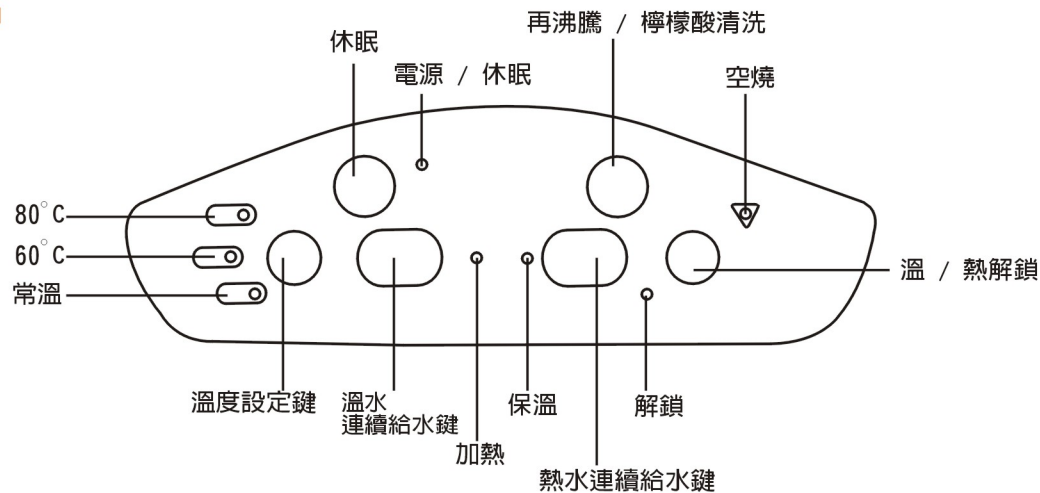 再沸騰 / 檸檬酸清洗
休眠
電源 / 休眠
空燒
80°C
60°C
常溫
溫 / 熱解鎖
溫度設定鍵
溫水
連續給水鍵
加熱
保溫
解鎖
熱水連續給水鍵